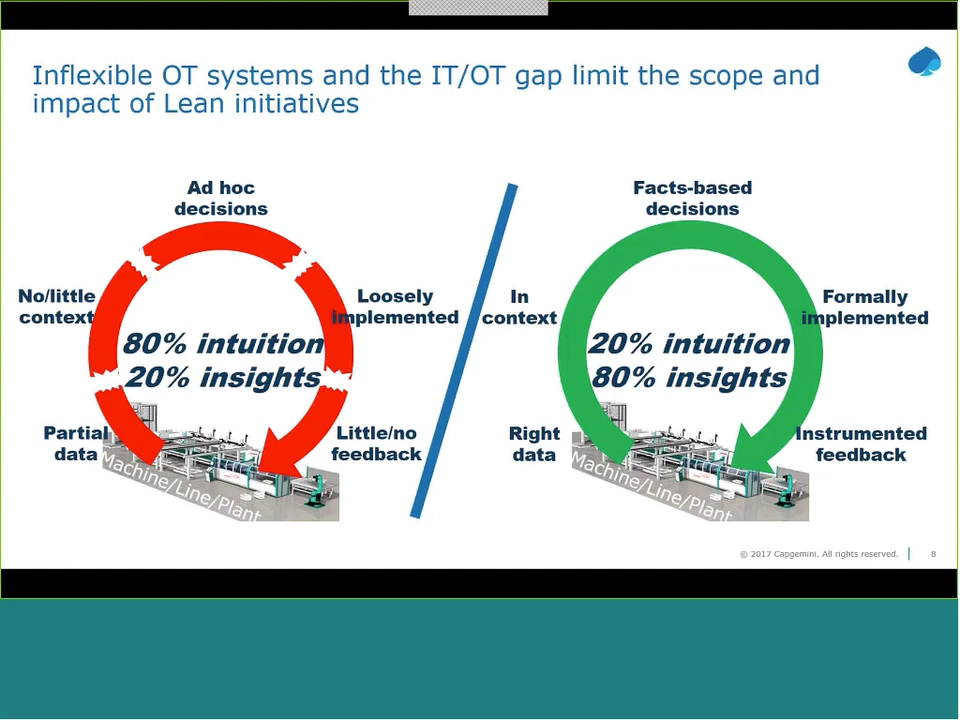 Inflexible OT systems and the IT/OT gap limit the scope and
impact of Lean initiatives
Ad hoc
decisions
No/little
context
Loosely
implemented
80% intuition
20% insights
Partial
data
Little/no
feedback
Machine/Line/Plant
Facts-based
decisions
In
context
Formally
implemented
20% intuition
80% insights
Right
data
Instrumented
feedback
Machine/Line/Plant
© 2017 Capgemini. All rights reserved.
8